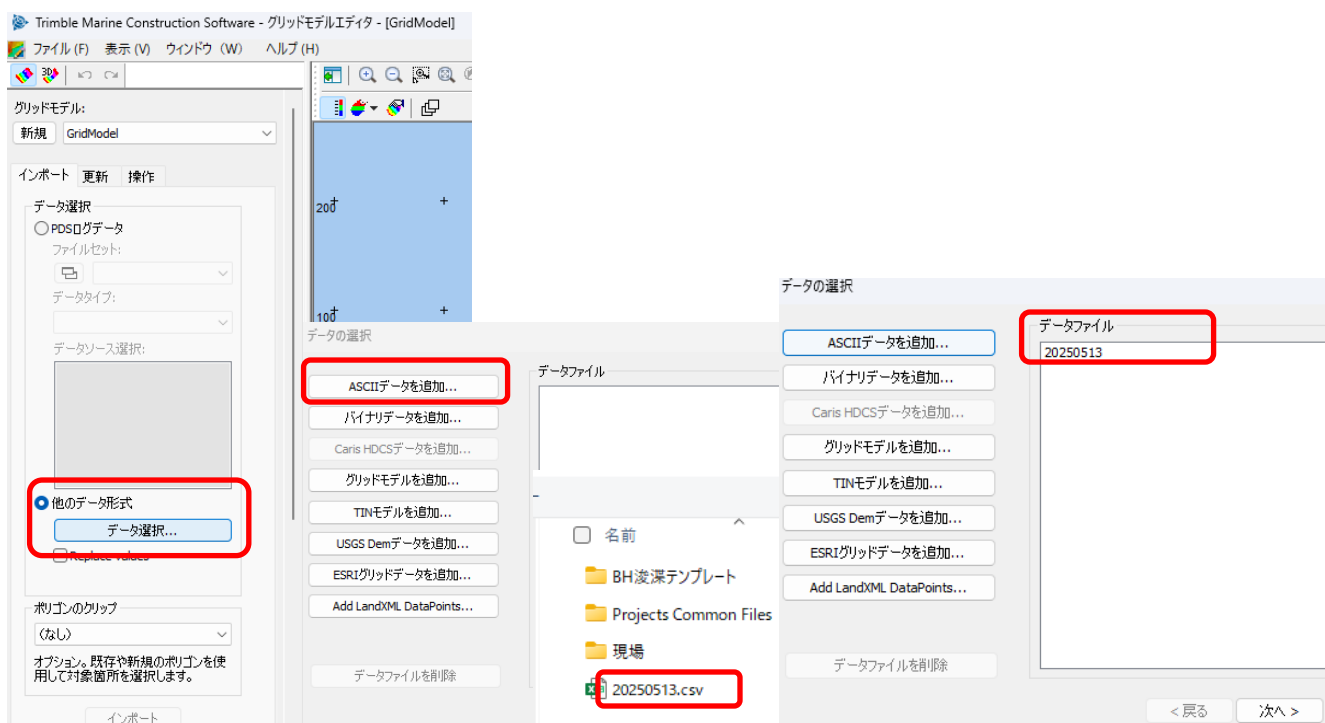 Trimble Marine Construction Software - グリッドモデルエディタ - [GridModel]
ファイル (F) 表示 (V) ウィンドウ (W) ヘルプ (H)
3D
グリッドモデル:
新規 GridModel
インポート 更新 操作
データ選択
PDSログデータ
ファイルセット:
データタイプ:
データソース選択:
他のデータ形式
データ選択...
Replace values
ポリゴンのクリップ
(なし)
オプション。既存や新規のポリゴンを使
用して対象箇所を選択します。
インポート
200
100
データの選択
ASCIIデータを追加...
バイナリデータを追加...
Caris HDCSデータを追加...
グリッドモデルを追加...
TINモデルを追加...
USGS Demデータを追加...
ESRIグリッドデータを追加...
Add LandXML DataPoints...
データファイルを削除
データファイル
名前
BH浚渫テンプレート
Projects Common Files
現場
20250513.csv
データの選択
ASCIIデータを追加...
バイナリデータを追加...
Caris HDCSデータを追加...
グリッドモデルを追加...
TINモデルを追加...
USGS Demデータを追加...
ESRIグリッドデータを追加...
Add LandXML DataPoints...
データファイルを削除
データファイル
20250513
< 戻る 次へ >